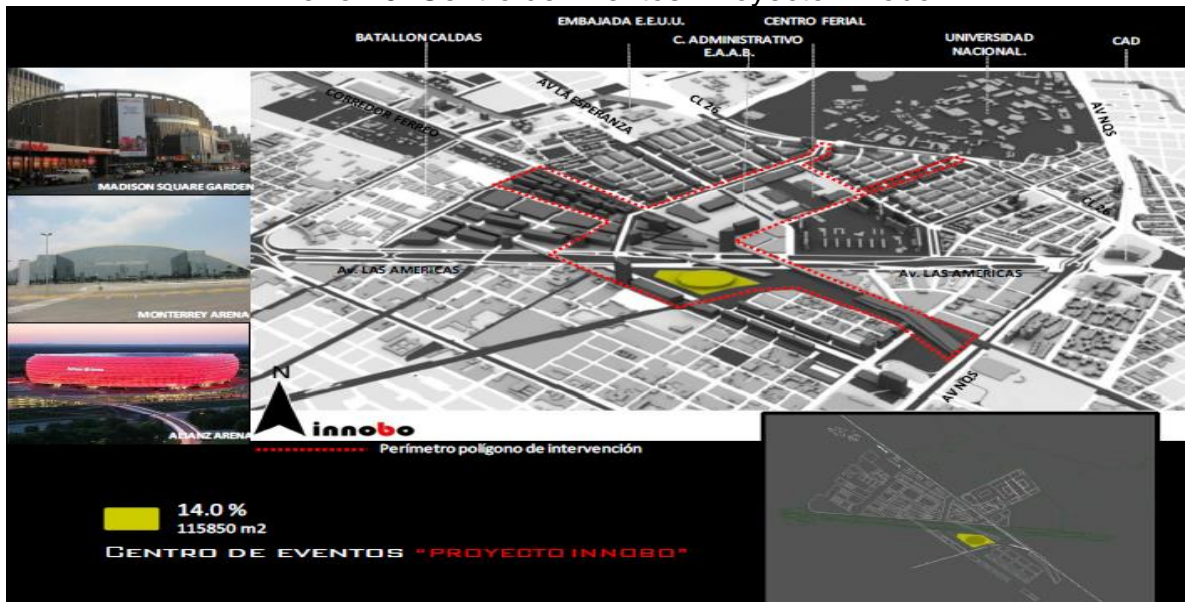 EMBAJADA E.E.U.U.
CENTRO FERIAL
BATALLON CALDAS
C. ADMINISTRATIVO
E.A.A.B.
UNIVERSIDAD
NACIONAL.
CAD
CORREDOR FERREO
AV LA ESPERANZA
CL 26
AV NQS
MADISON SQUARE GARDEN
Av. LAS AMERICAS
Av. LAS AMERICAS
MONTERREY ARENA
AV NQS
N
ALIANZ ARENA
innobo
Perímetro polígono de intervención
14.0 %
115850 m2
CENTRO DE EVENTOS "PROYECTO INNOBO"